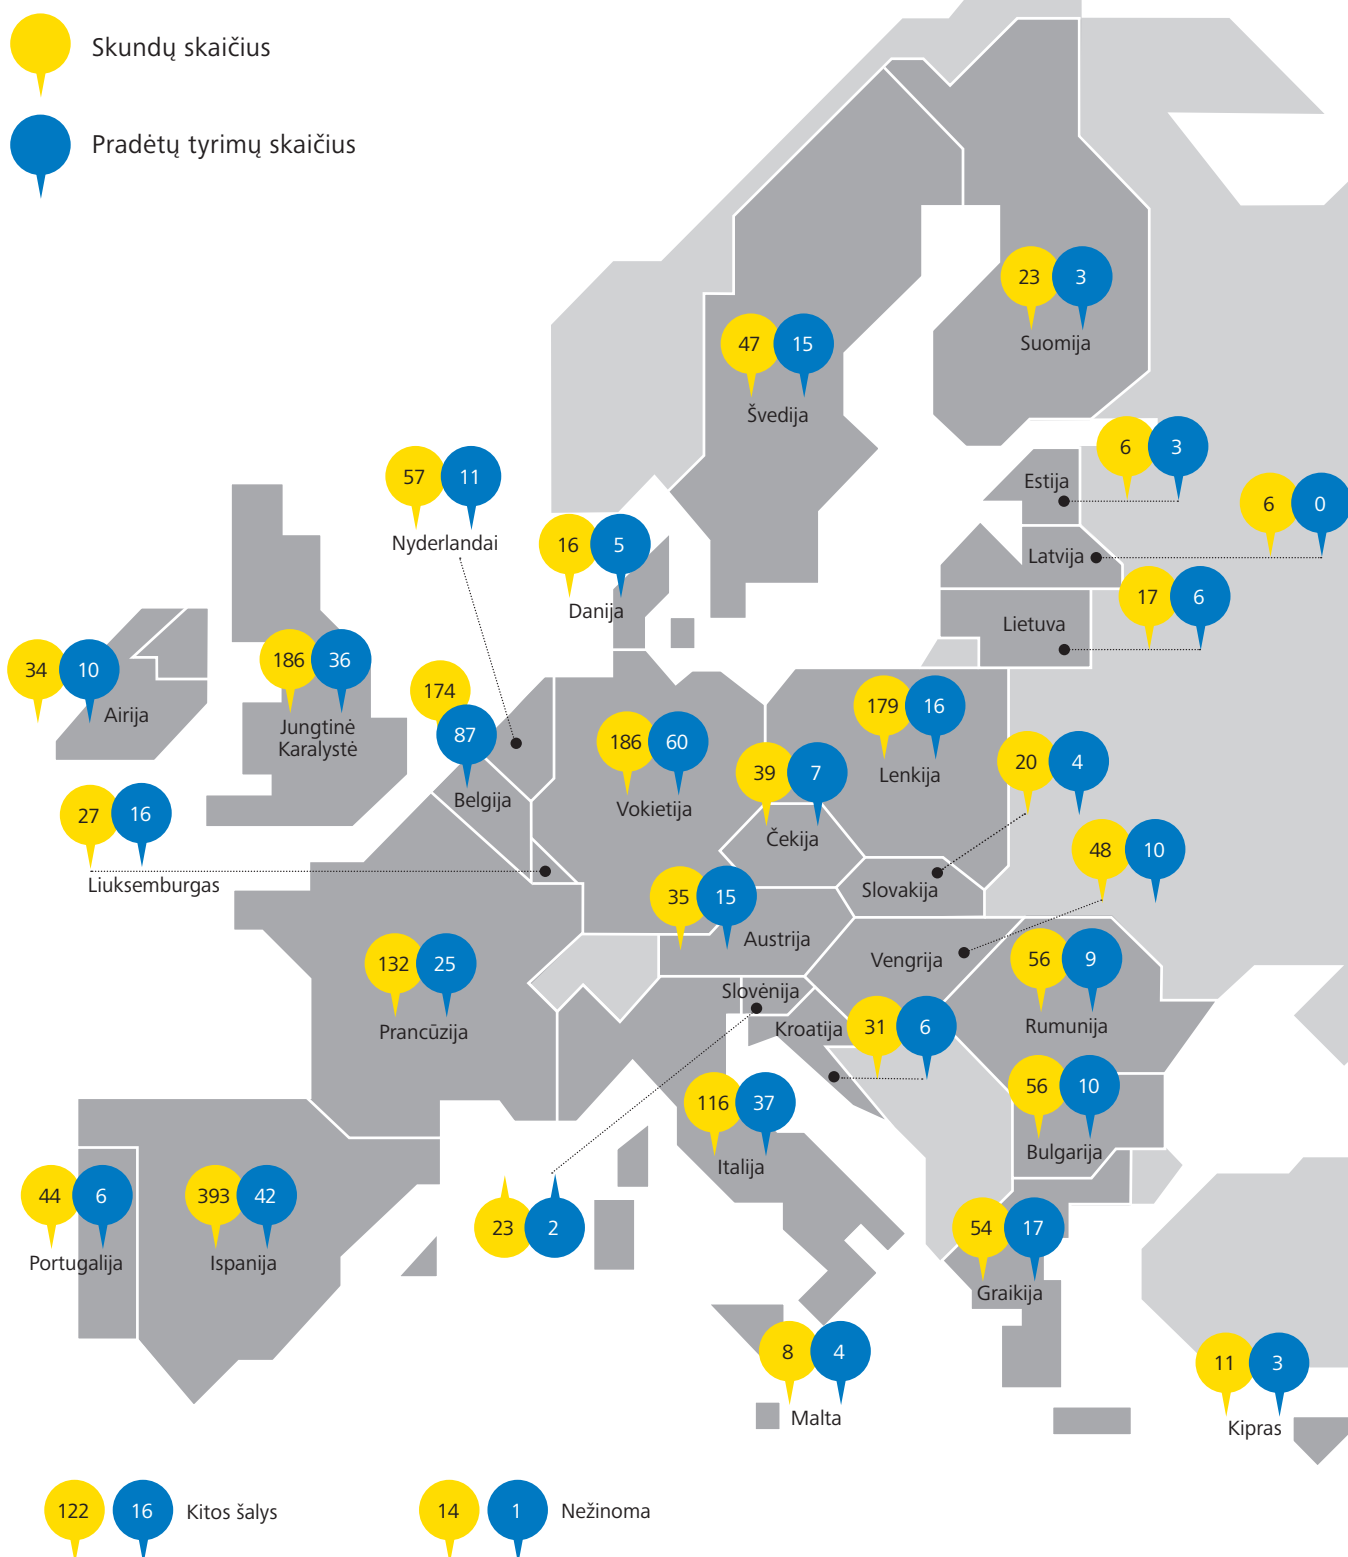 Skundų skaičius
Pradėtų tyrimų skaičius
23 3
Suomija
47 15
Švedija
6 3
Estija
6 0
Latvija
17 6
Lietuva
57 11
Nyderlandai
16 5
Danija
34 10
Airija
186 36
Jungtinė
Karalystė
174
87
Belgija
186 60
Vokietija
179 16
Lenkija
39 7
Čekija
20 4
Slovakija
27 16
Liuksemburgas
48 10
Vengrija
35 15
Austrija
132 25
Prancūzija
56 9
Rumunija
Slovėnija
23 2
Kroatija 31 6
116 37
Italija
56 10
Bulgarija
44 6
Portugalija
393 42
Ispanija
54 17
Graikija
8 4
Malta
11 3
Kipras
122 16 Kitos šalys
14 1 Nežinoma